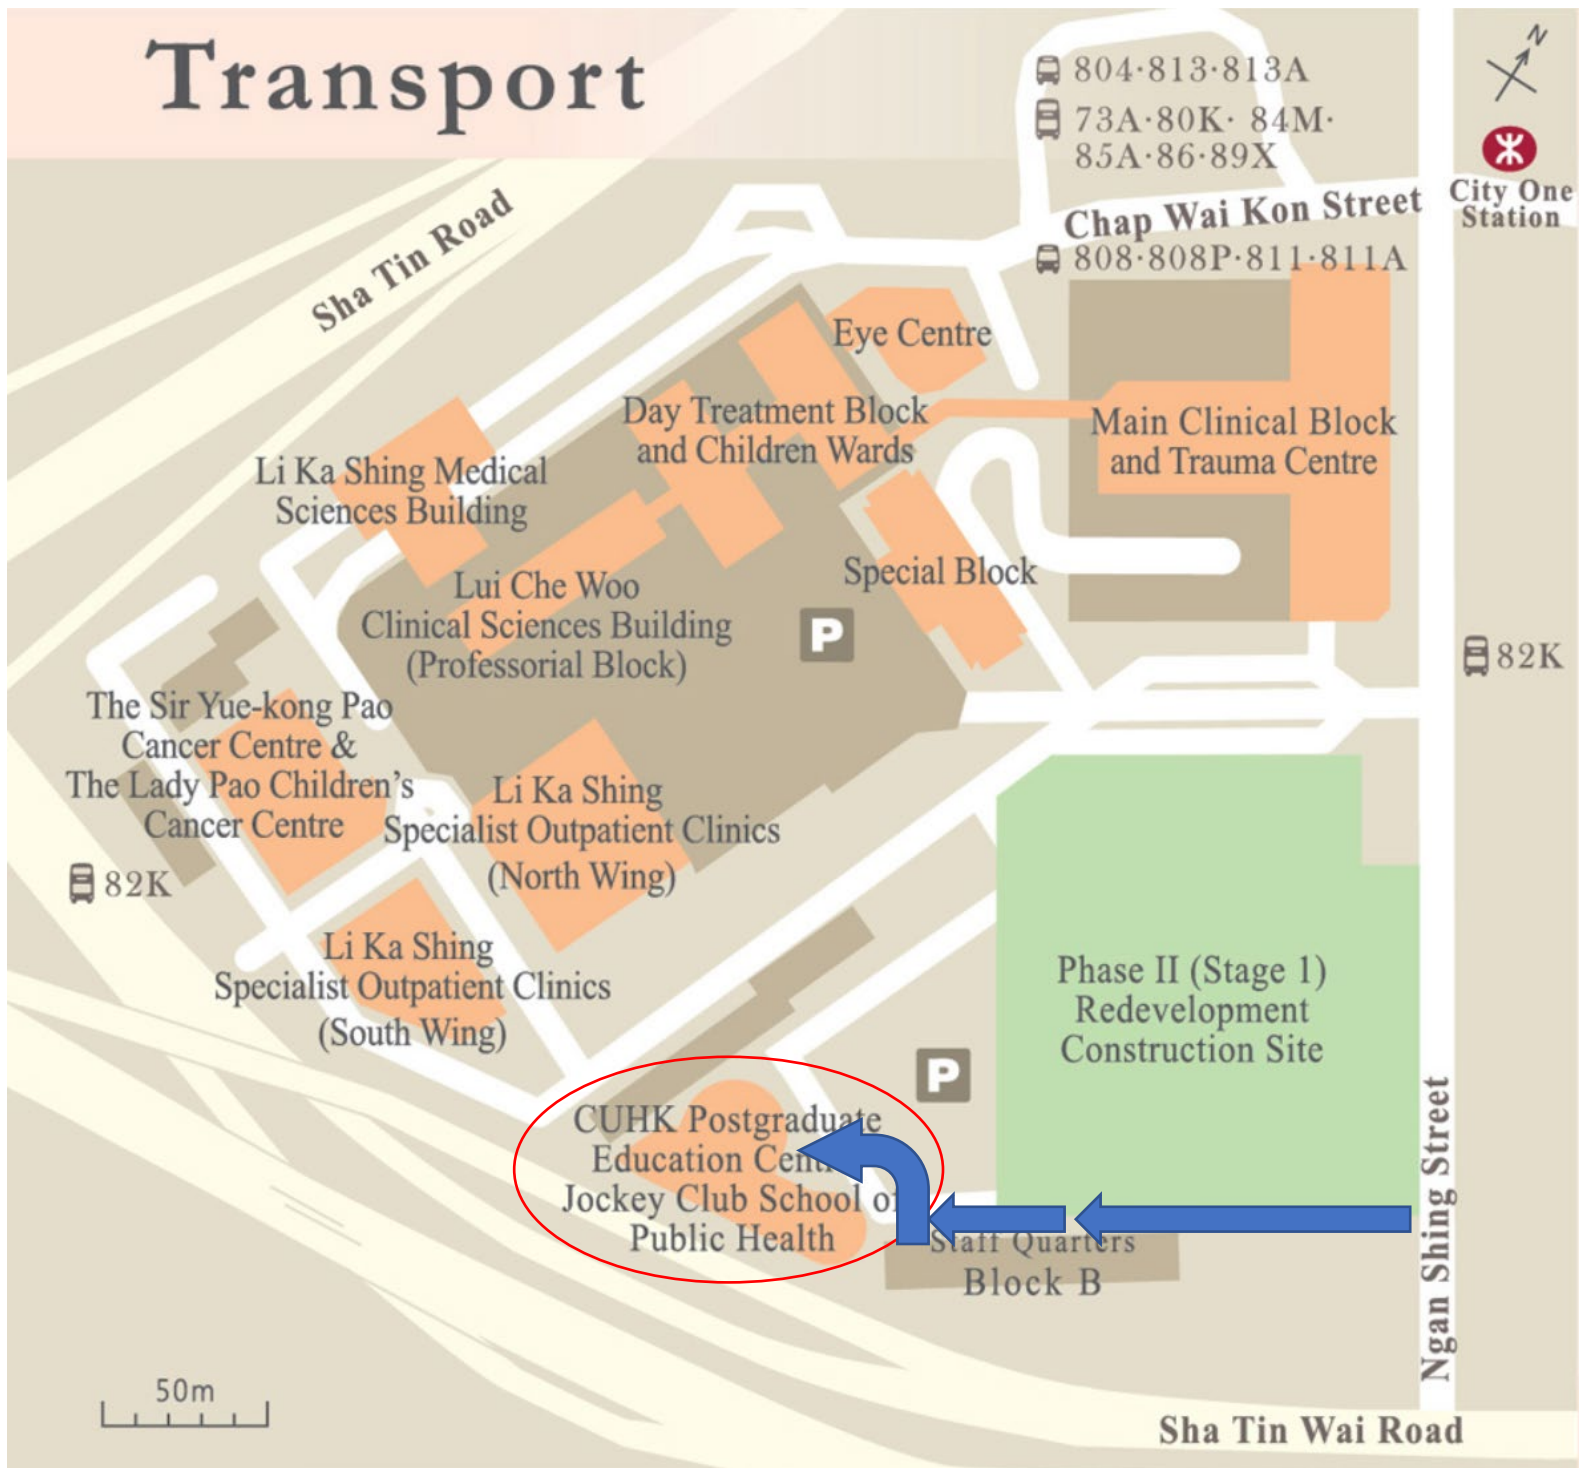 Transport
N
804·813·813A
73A·80K· 84M·
85A·86·89X
City One
Station
Chap Wai Kon Street
808·808P·811·811A
Sha Tin Road
Eye Centre
Day Treatment Block
and Children Wards
Main Clinical Block
and Trauma Centre
Li Ka Shing Medical
Sciences Building
Special Block
Lui Che Woo
Clinical Sciences Building
(Professorial Block)
P
82K
The Sir Yue-kong Pao
Cancer Centre &
The Lady Pao Children's
Cancer Centre
82K
Li Ka Shing
Specialist Outpatient Clinics
(North Wing)
Li Ka Shing
Specialist Outpatient Clinics
(South Wing)
Phase II (Stage 1)
Redevelopment
Construction Site
P
CUHK Postgraduate
Education
Jockey Club School of
Public Health
Staff Quarters
Block B
Ngan Shing Street
50m
Sha Tin Wai Road